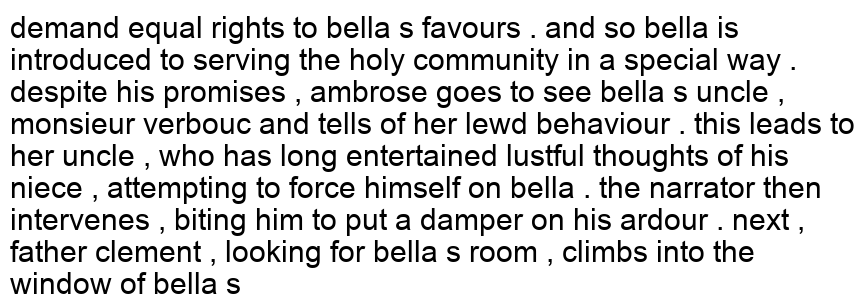 demand equal rights to bella s favours . and so bella is
introduced to serving the holy community in a special way .
despite his promises , ambrose goes to see bella s uncle ,
monsieur verbouc and tells of her lewd behaviour . this leads to
her uncle , who has long entertained lustful thoughts of his
niece , attempting to force himself on bella . the narrator then
intervenes , biting him to put a damper on his ardour . next ,
father clement , looking for bella s room , climbs into the
window of bella s